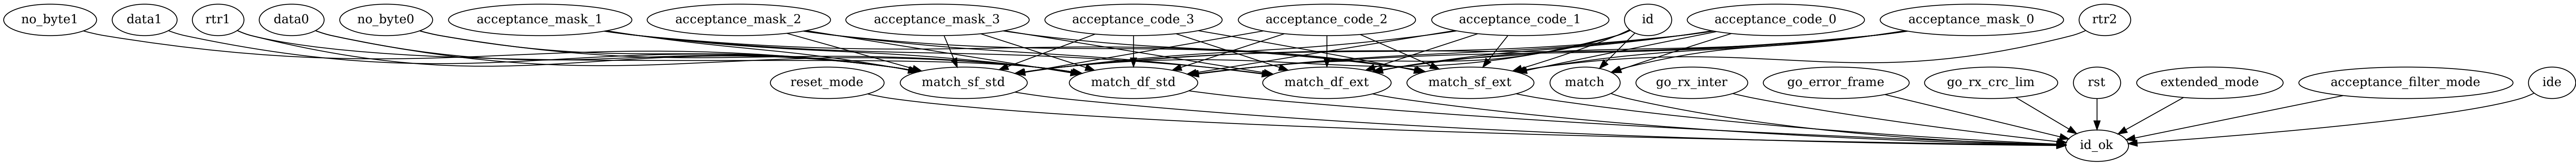 no_byte1
data1
rtr1
data0
no_byte0
acceptance_mask_1
acceptance_mask_2
acceptance_mask_3
acceptance_code_3
acceptance_code_2
acceptance_code_1
id
acceptance_code_0
acceptance_mask_0
rtr2
reset_mode
match_sf_std
match_df_std
match_df_ext
match_sf_ext
match
go_rx_inter
go_error_frame
go_rx_crc_lim
rst
extended_mode
acceptance_filter_mode
ide
id_ok